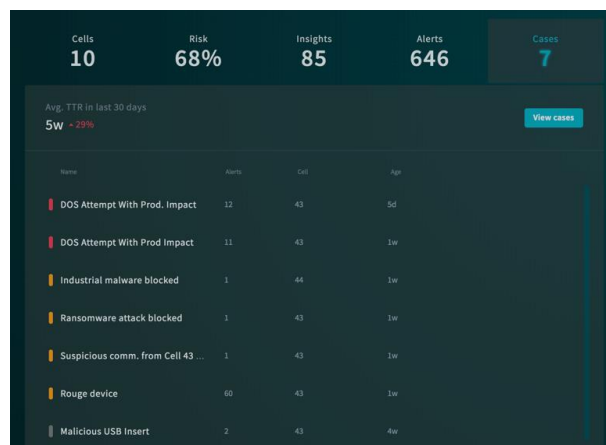 Cells Risk Insights Alerts Cases
10 68% 85 646 7
Avg. TTR in last 30 days
5w 29%
View cases
Name Alerts Cell Age
DOS Attempt With Prod. Impact 12 43 5d
DOS Attempt With Prod Impact 11 43 1w
Industrial malware blocked 1 44 1w
Ransomware attack blocked 1 43 1w
Suspicious comm. from Cell 43 ... 1 43 1w
Rouge device 60 43 1w
Malicious USB Insert 2 43 4w